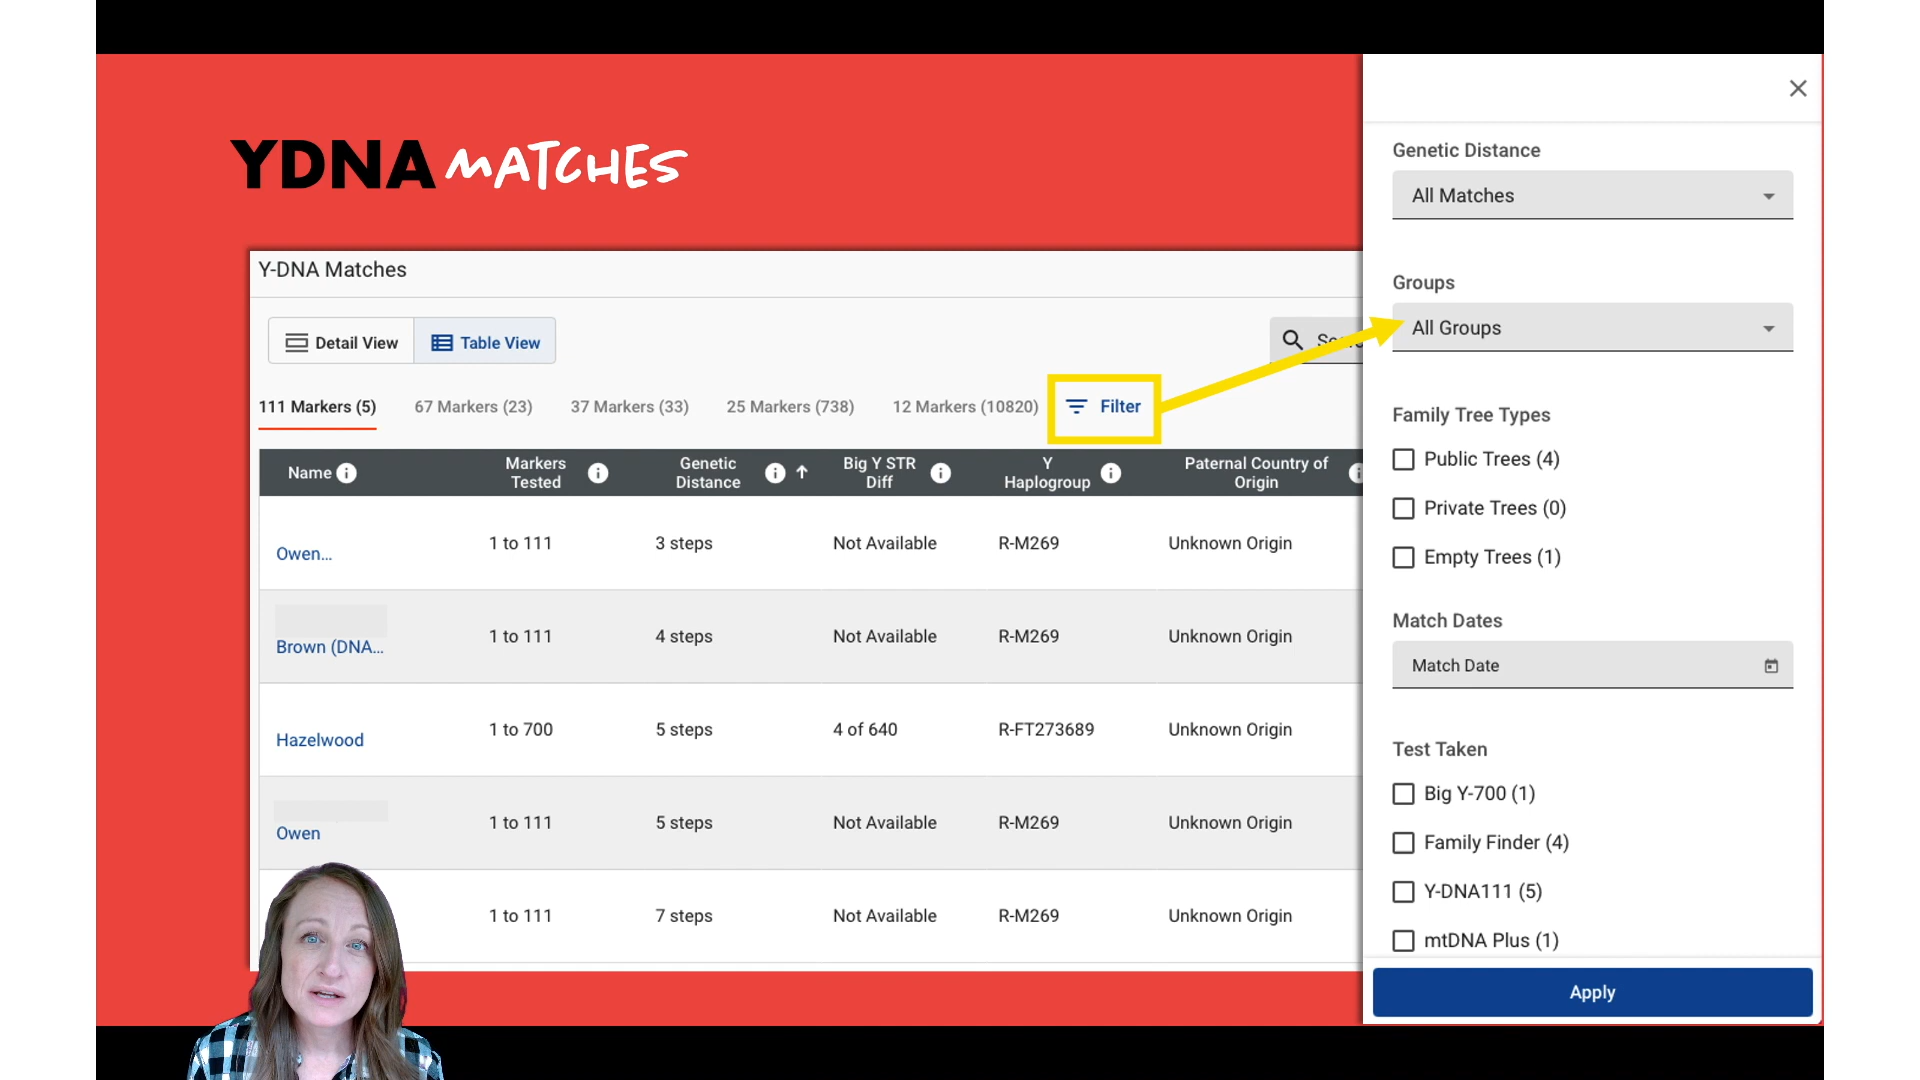 YDNA MATCHES
Y-DNA Matches
Detail View
Table View
111 Markers (5)
67 Markers (23)
37 Markers (33)
25 Markers (738)
12 Markers (10820)
Filter
Name
Markers Tested
Genetic Distance
Big Y STR Diff
Y Haplogroup
Paternal Country of Origin
Owen...
1 to 111
3 steps
Not Available
R-M269
Unknown Origin
Brown (DNA...
1 to 111
4 steps
Not Available
R-M269
Unknown Origin
Hazelwood
1 to 700
5 steps
4 of 640
R-FT273689
Unknown Origin
Owen
1 to 111
5 steps
Not Available
R-M269
Unknown Origin
1 to 111
7 steps
Not Available
R-M269
Unknown Origin
Genetic Distance
All Matches
Groups
All Groups
Family Tree Types
Public Trees (4)
Private Trees (0)
Empty Trees (1)
Match Dates
Match Date
Test Taken
Big Y-700 (1)
Family Finder (4)
Y-DNA111 (5)
mtDNA Plus (1)
Apply